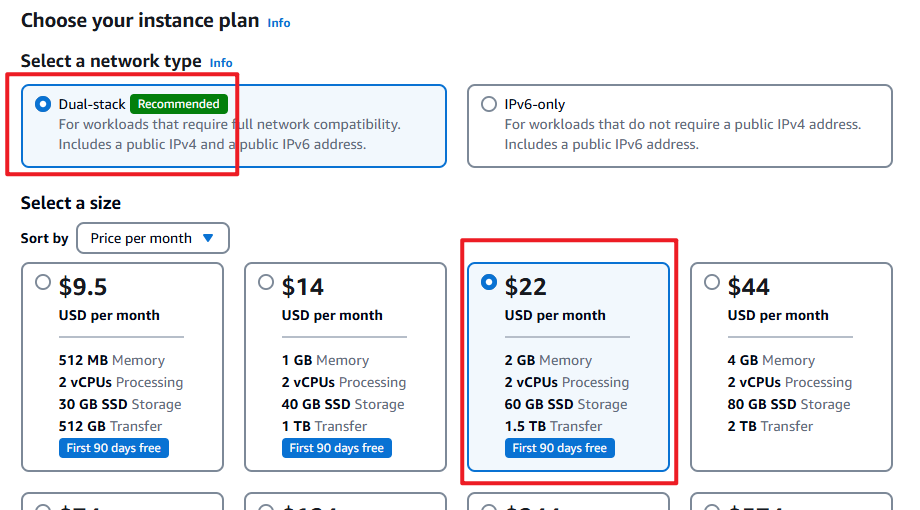 Choose your instance plan Info
Select a network type Info
Dual-stack Recommended
For workloads that require full network compatibility.
Includes a public IPv4 and a public IPv6 address.
IPv6-only
For workloads that do not require a public IPv4 address.
Includes a public IPv6 address.
Select a size
Sort by Price per month
$9.5
USD per month
512 MB Memory
2 vCPUs Processing
30 GB SSD Storage
512 GB Transfer
First 90 days free
$14
USD per month
1 GB Memory
2 vCPUs Processing
40 GB SSD Storage
1 TB Transfer
First 90 days free
$22
USD per month
2 GB Memory
2 vCPUs Processing
60 GB SSD Storage
1.5 TB Transfer
First 90 days free
$44
USD per month
4 GB Memory
2 vCPUs Processing
80 GB SSD Storage
2 TB Transfer